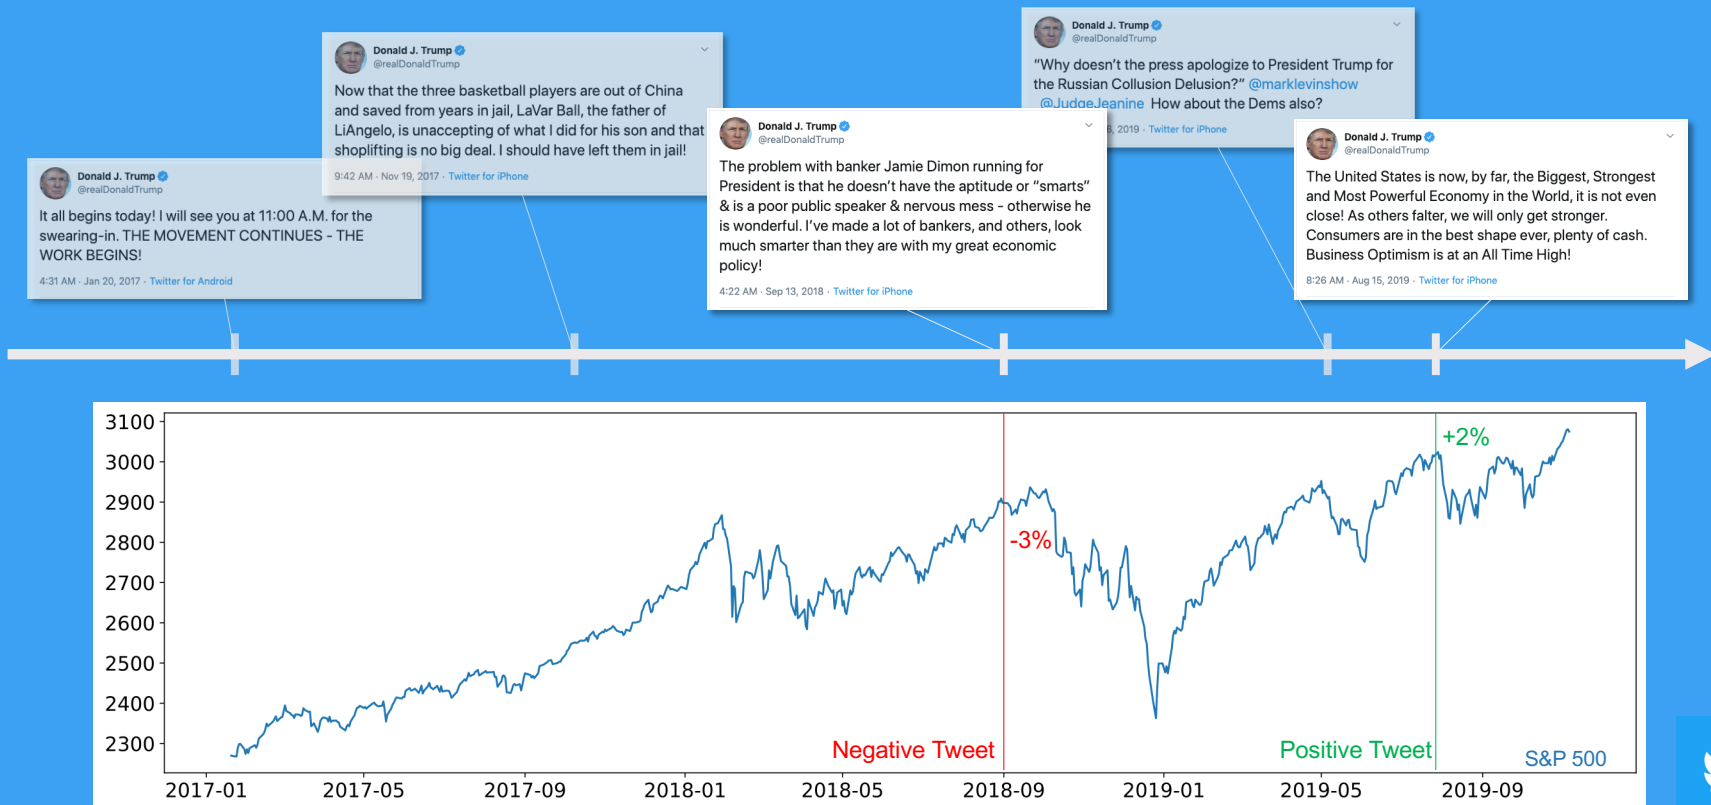 Donald J. Trump
@realDonaldTrump
It all begins today! I will see you at 11:00 A.M. for the
swearing-in. THE MOVEMENT CONTINUES - THE
WORK BEGINS!
4:31 AM · Jan 20, 2017 · Twitter for Android
Donald J. Trump
@realDonaldTrump
Now that the three basketball players are out of China
and saved from years in jail, LaVar Ball, the father of
LiAngelo, is unaccepting of what I did for his son and that
shoplifting is no big deal. I should have left them in jail!
9:42 AM · Nov 19, 2017 · Twitter for iPhone
Donald J. Trump
@realDonaldTrump
The problem with banker Jamie Dimon running for
President is that he doesn't have the aptitude or “smarts”
& is a poor public speaker & nervous mess - otherwise he
is wonderful. I've made a lot of bankers, and others, look
much smarter than they are with my great economic
policy!
4:22 AM · Sep 13, 2018 · Twitter for iPhone
Donald J. Trump
@realDonaldTrump
“Why doesn't the press apologize to President Trump for
the Russian Collusion Delusion?” @marklevinshow
@JudgeJeanine How about the Dems also?
2019 · Twitter for iPhone
Donald J. Trump
@realDonaldTrump
The United States is now, by far, the Biggest, Strongest
and Most Powerful Economy in the World, it is not even
close! As others falter, we will only get stronger.
Consumers are in the best shape ever, plenty of cash.
Business Optimism is at an All Time High!
8:26 AM · Aug 15, 2019 · Twitter for iPhone
3100
3000
2900
2800
2700
2600
2500
2400
2300
+2%
-3%
Negative Tweet
Positive Tweet
S&P 500
2017-01 2017-05 2017-09 2018-01 2018-05 2018-09 2019-01 2019-05 2019-09